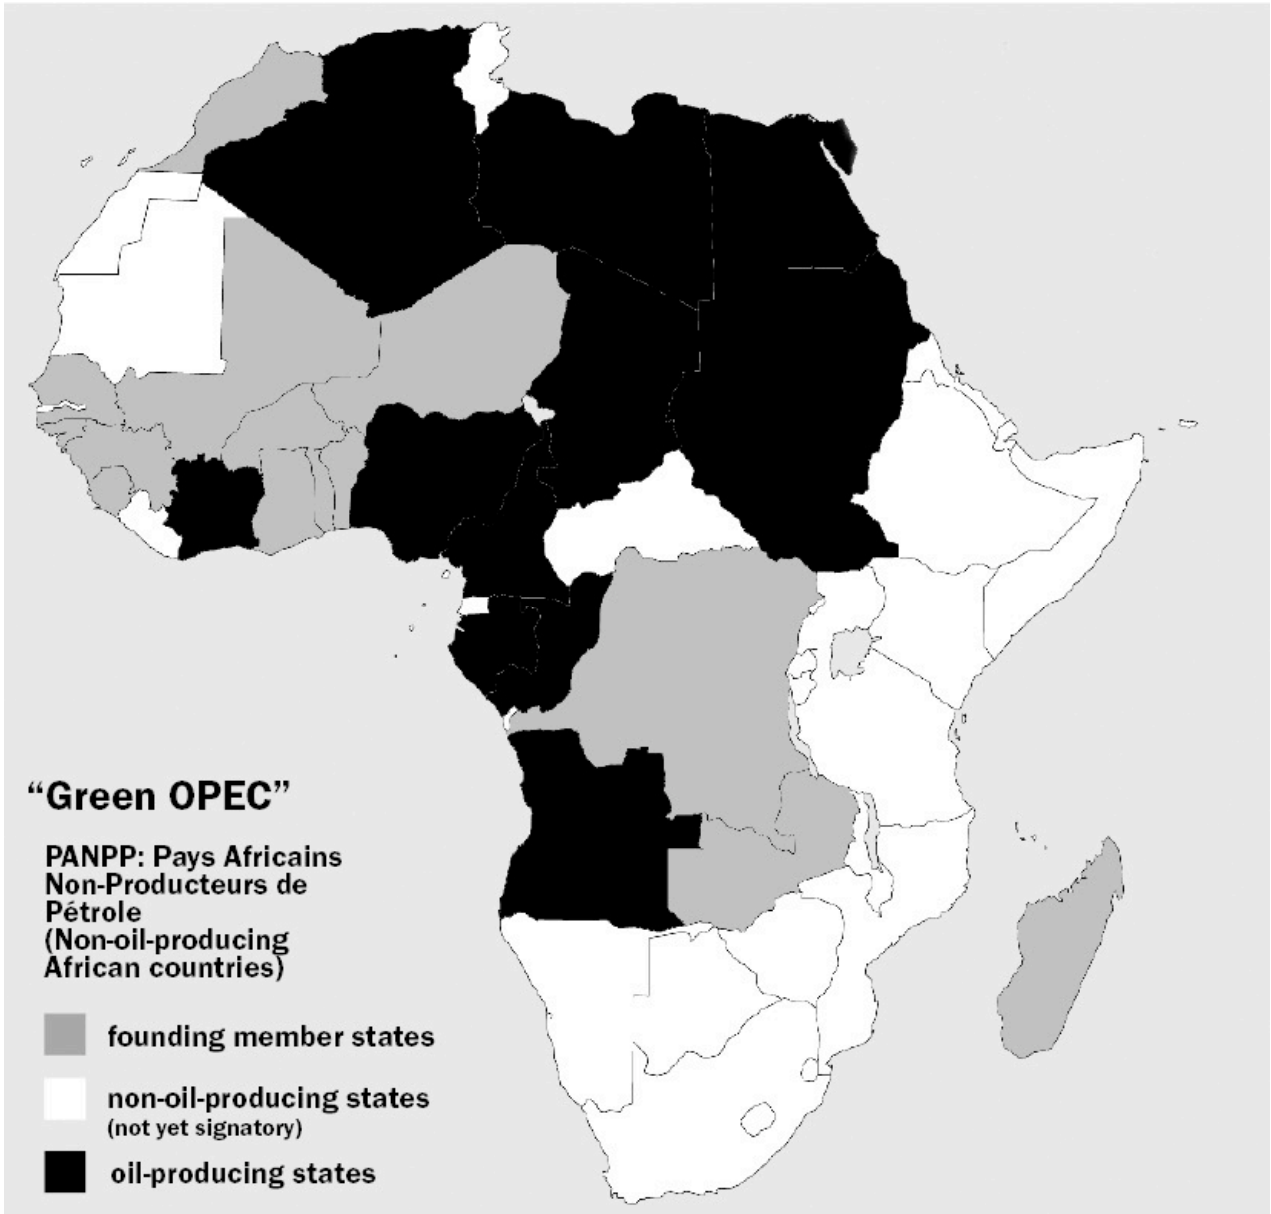 “Green OPEC”
PANPP: Pays Africains
Non-Producteurs de
Pétrole
(Non-oil-producing
African countries)
founding member states
non-oil-producing states
(not yet signatory)
oil-producing states